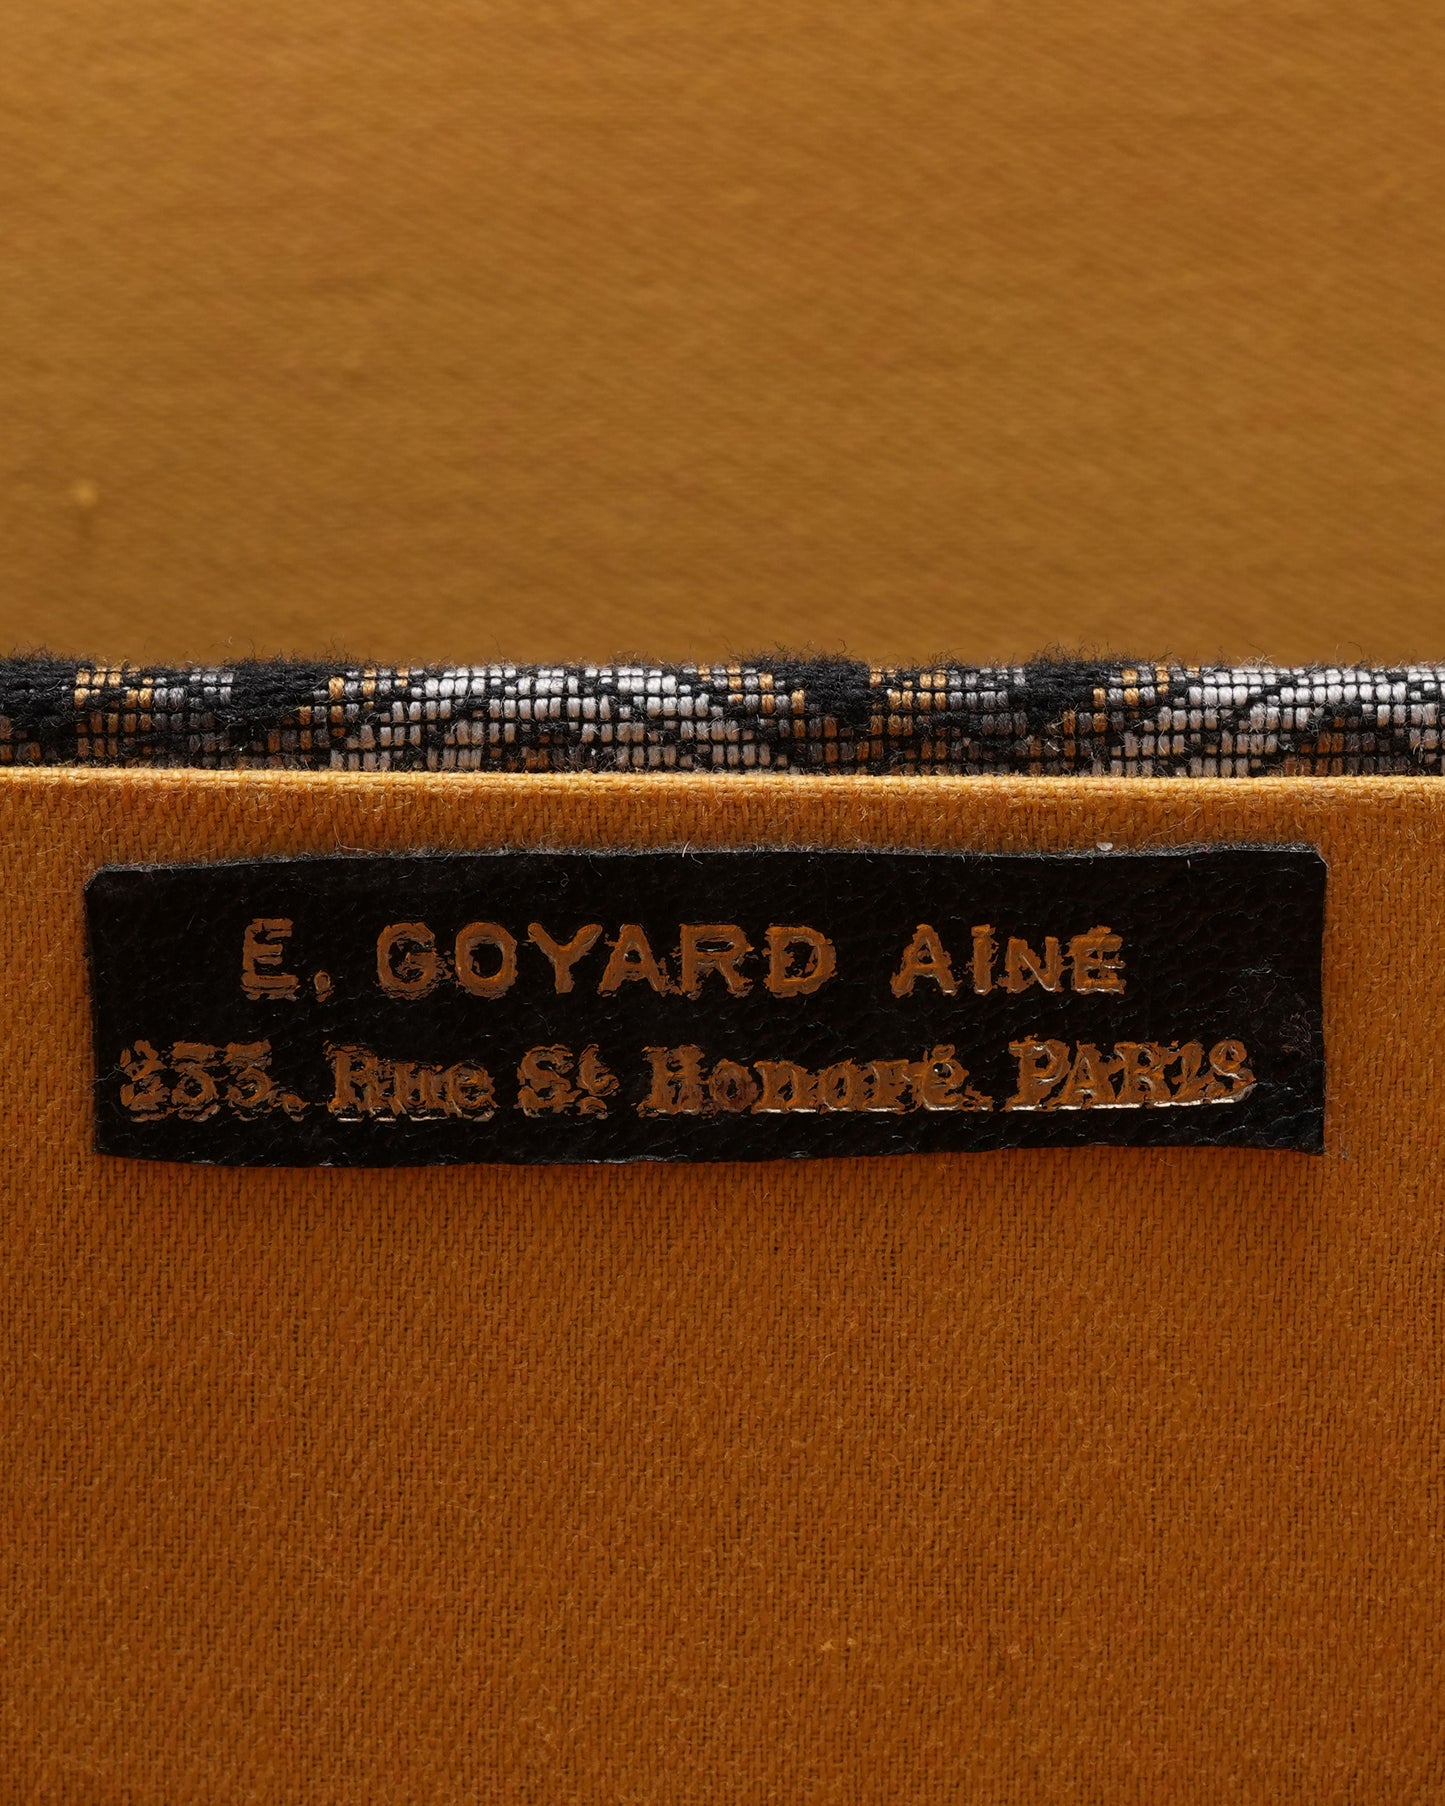 E. GOYARD AINÉ
233, Rue St Honoré. PARIS